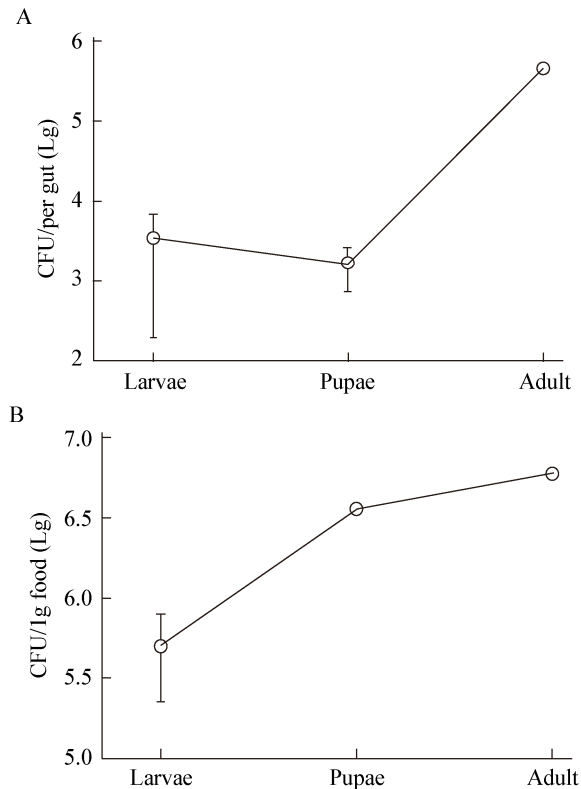 A
6
5
4
3
2
CFU/per gut (Lg)
Larvae Pupae Adult
B
7.0
6.5
6.0
5.5
5.0
CFU/1g food (Lg)
Larvae Pupae Adult